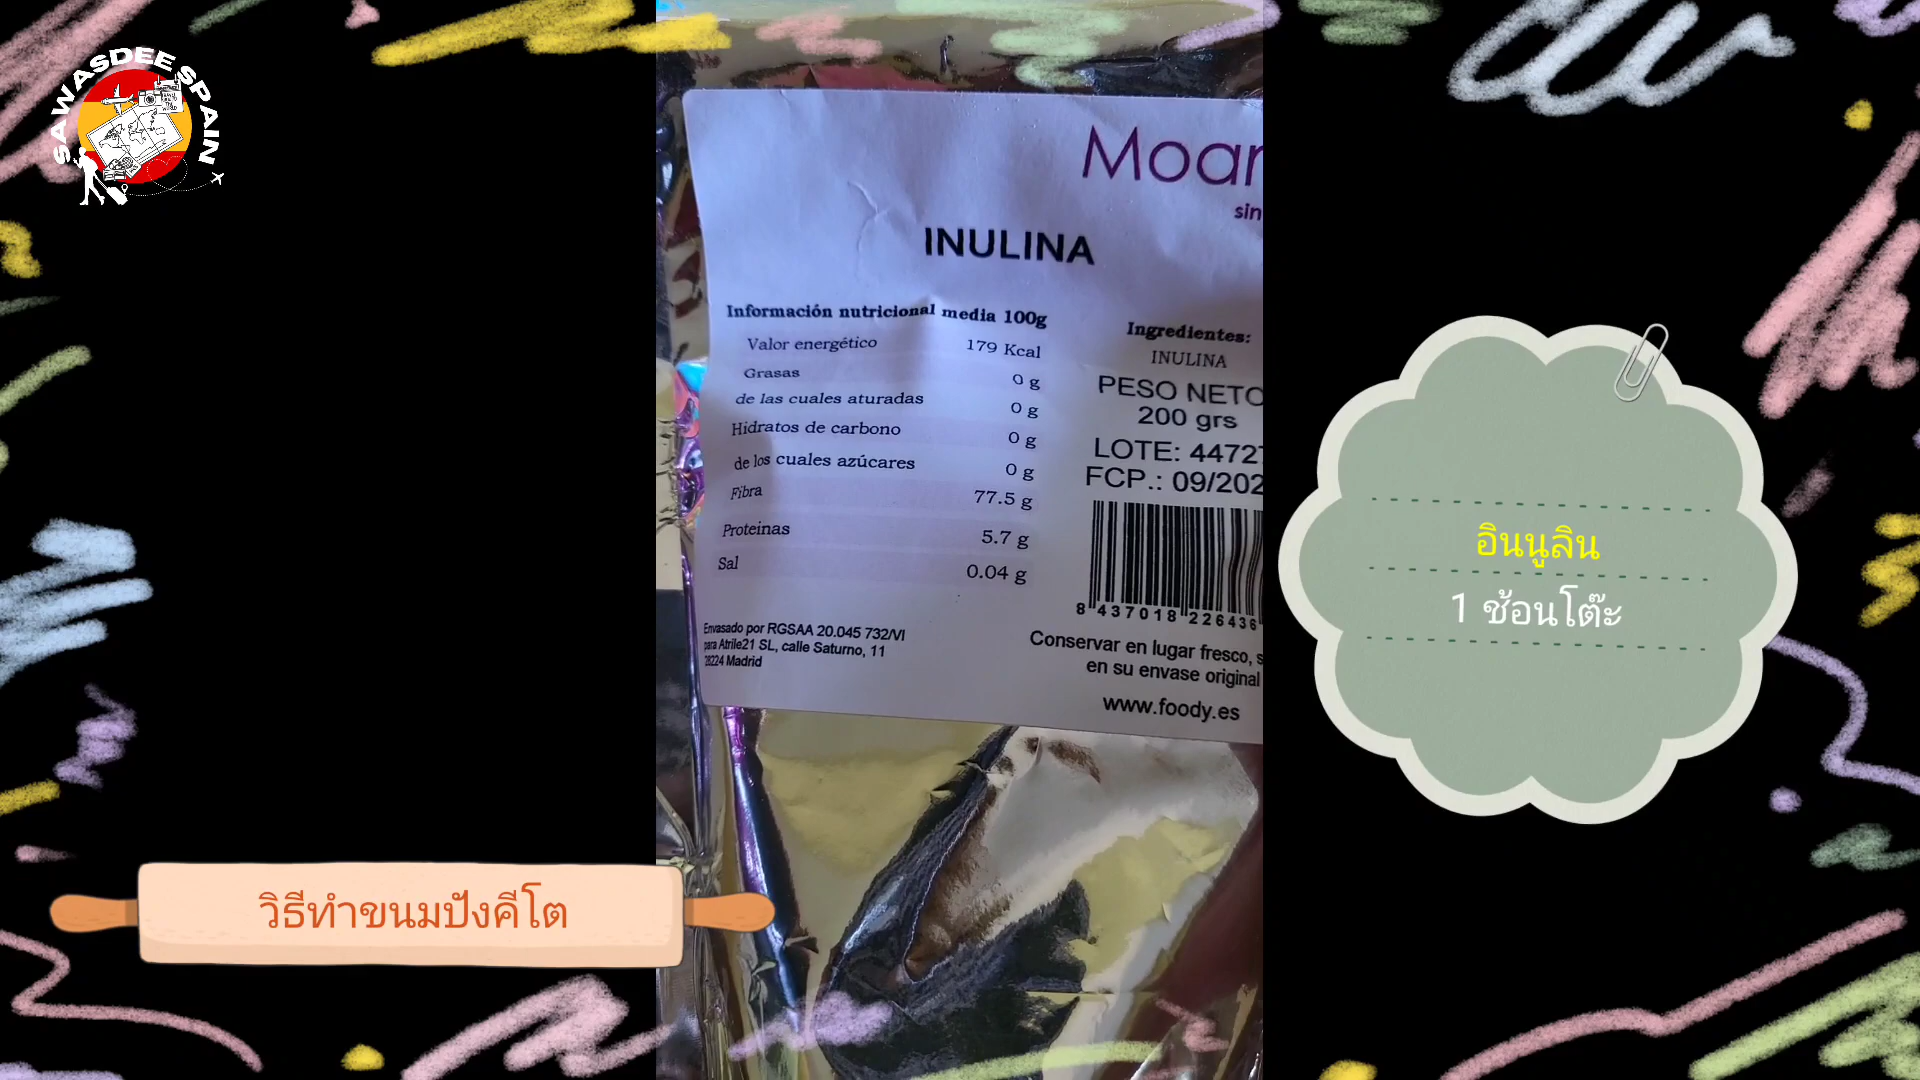 SAWASDEE SPAIN
Moar
sin
INULINA
Información nutricional media 100g
Valor energético 179 Kcal
Grasas 0 g
de las cuales aturadas 0 g
Hidratos de carbono 0 g
de los cuales azúcares 0 g
Fibra 77.5 g
Proteinas 5.7 g
Sal 0.04 g
Ingredientes:
INULINA
PESO NETO
200 grs
LOTE: 4472
FCP.: 09/202
8 437018 226436
Envasado por RGSAA 20.045 732/VI
para Atrile21 SL, calle Saturno, 11
28224 Madrid
Conservar en lugar fresco, s
en su envase original
www.foody.es
อินนูลิน
1 ช้อนโต๊ะ
วิธีทำขนมปังคีโต